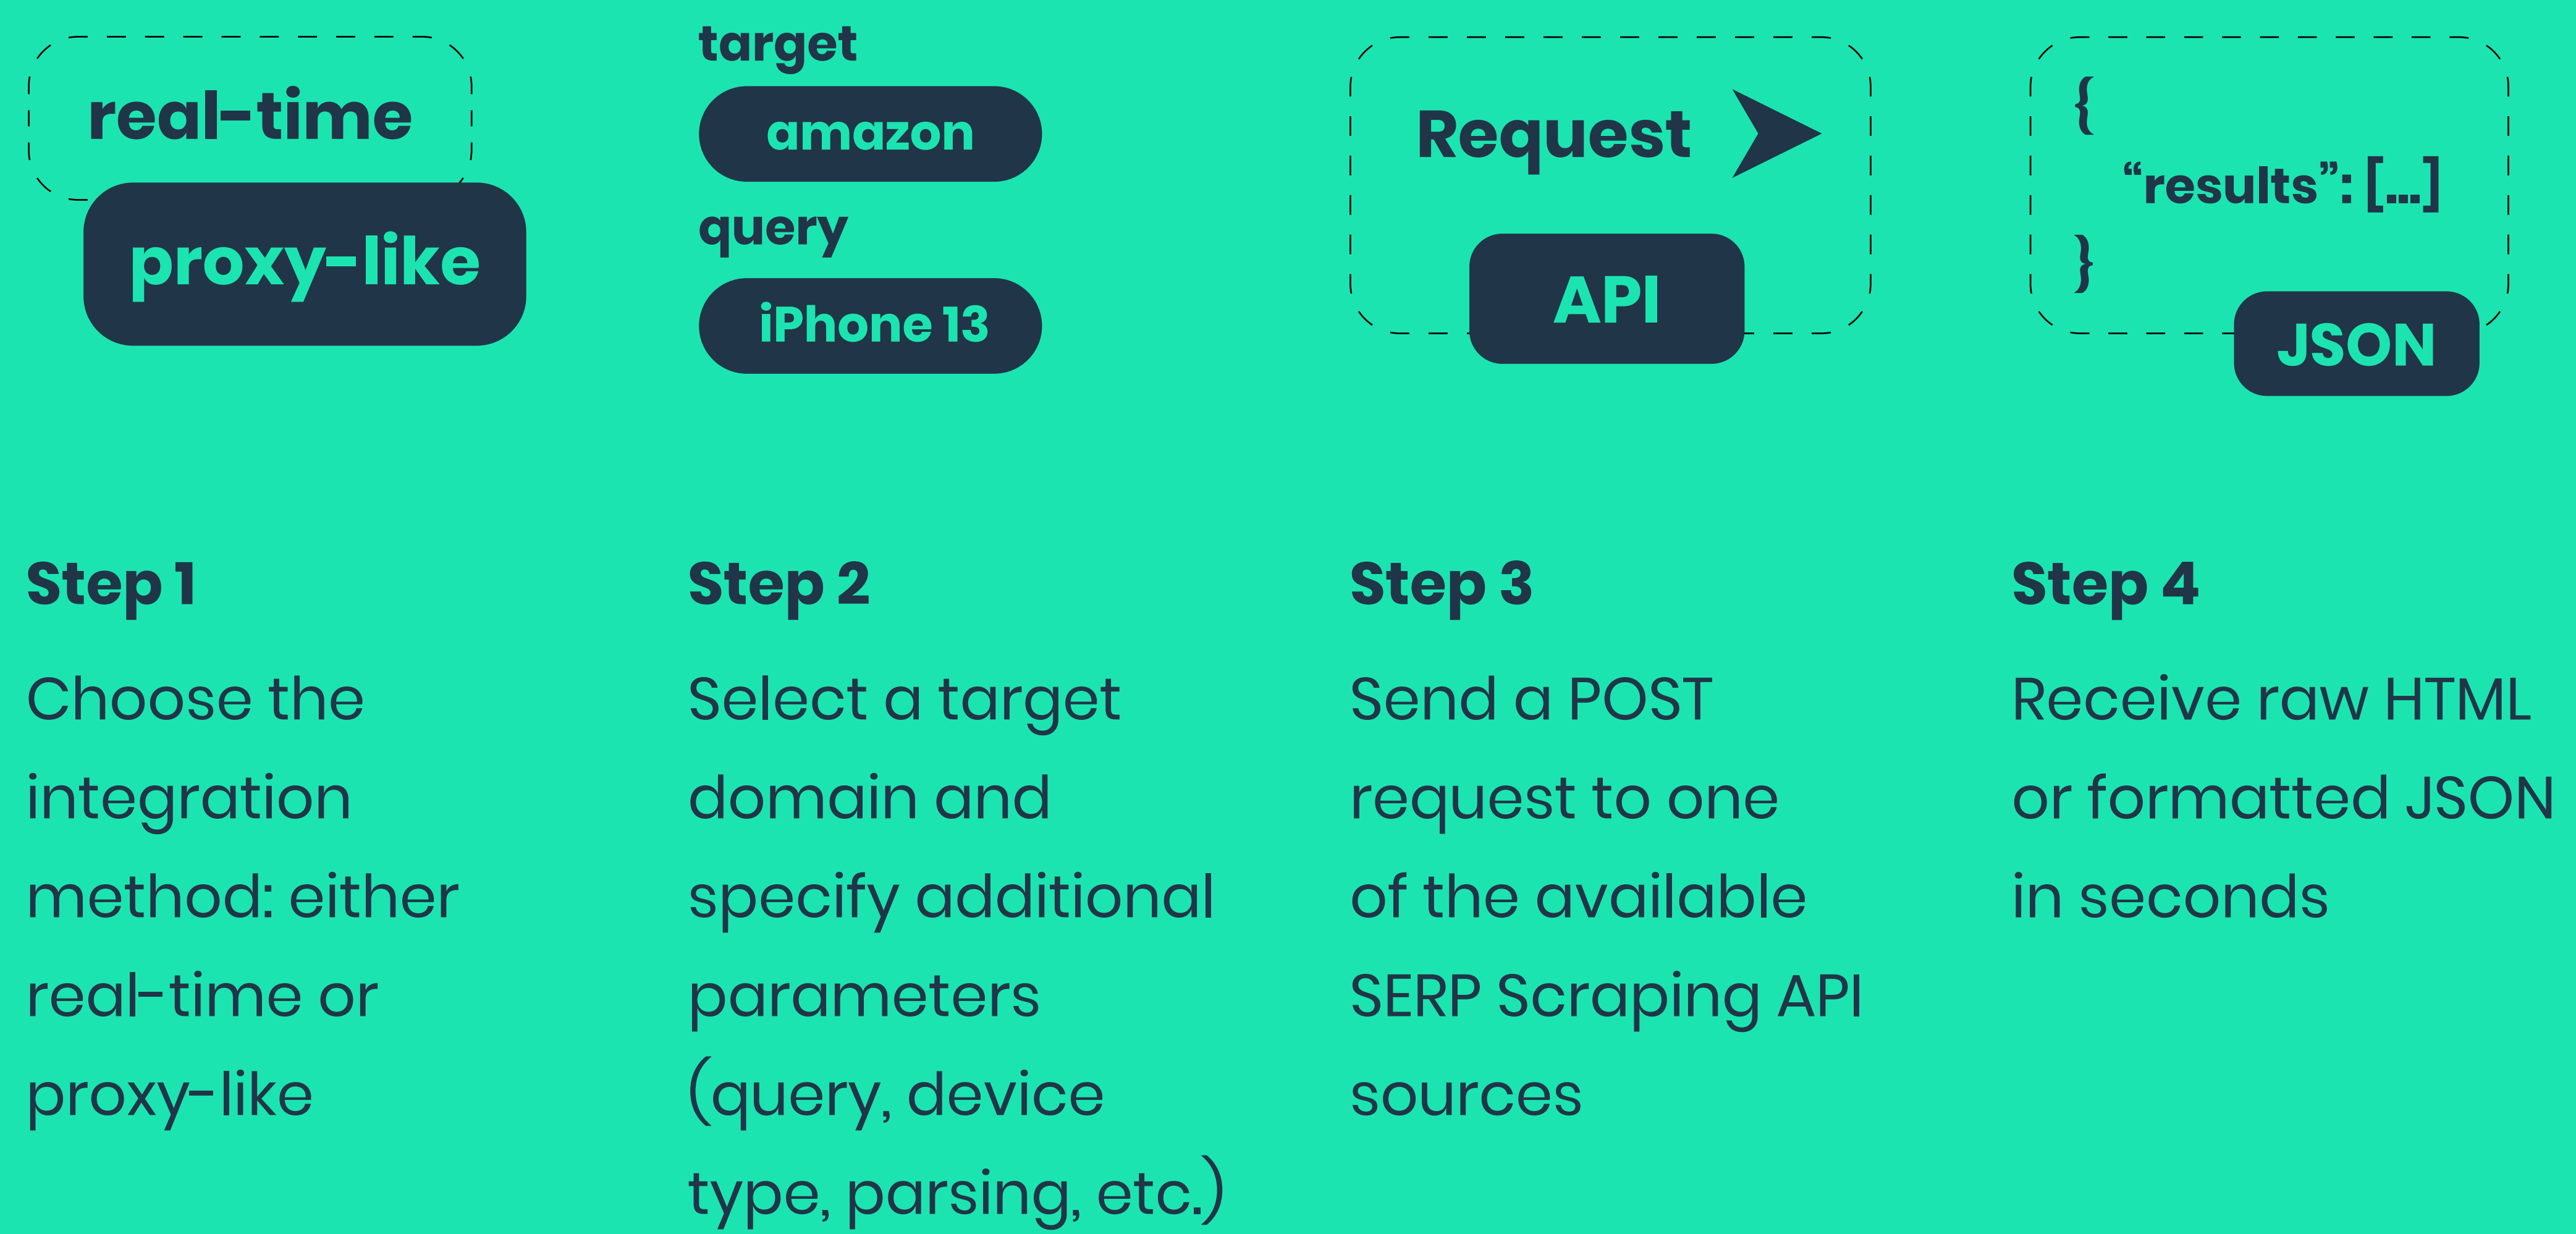 real-time
proxy-like
target
amazon
query
iPhone 13
Request
API
{
“results”: [...]
}
JSON
Step 1
Choose the
integration
method: either
real-time or
proxy-like
Step 2
Select a target
domain and
specify additional
parameters
(query, device
type, parsing, etc.)
Step 3
Send a POST
request to one
of the available
SERP Scraping API
sources
Step 4
Receive raw HTML
or formatted JSON
in seconds